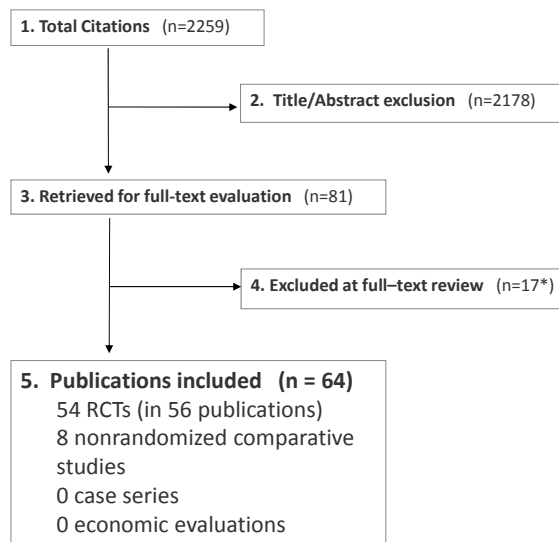 1. Total Citations (n=2259)
2. Title/Abstract exclusion (n=2178)
3. Retrieved for full-text evaluation (n=81)
4. Excluded at full–text review (n=17*)
5. Publications included (n = 64)
54 RCTs (in 56 publications)
8 nonrandomized comparative
studies
0 case series
0 economic evaluations